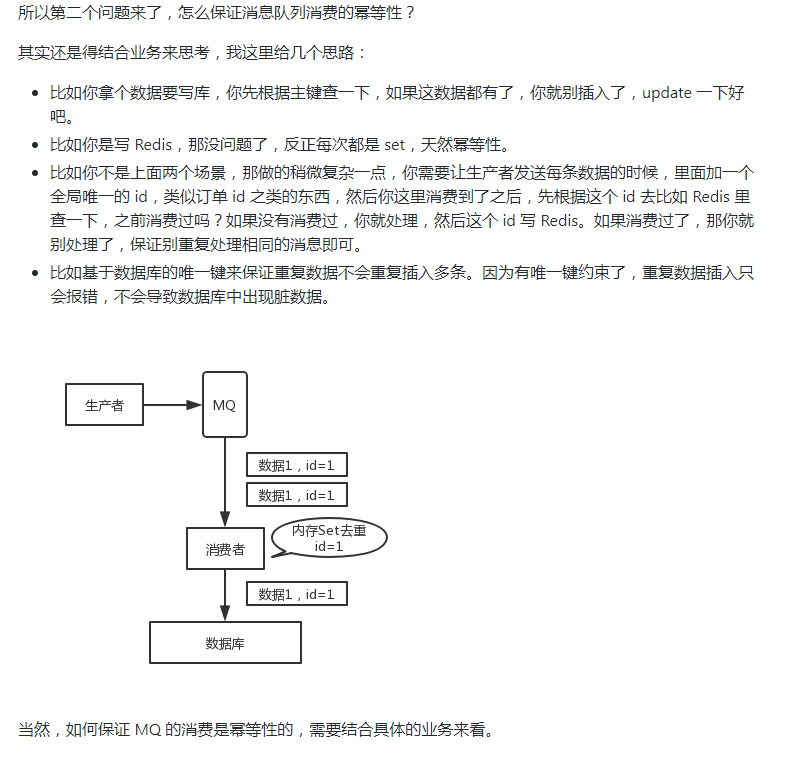 所以第二个问题来了，怎么保证消息队列消费的幂等性？
其实还是得结合业务来思考，我这里给几个思路：
比如你拿个数据要写库，你先根据主键查一下，如果这数据都有了，你就别插入了，update 一下好
吧。
比如你是写 Redis，那没问题了，反正每次都是 set，天然幂等性。
比如你不是上面两个场景，那做的稍微复杂一点，你需要让生产者发送每条数据的时候，里面加一个
全局唯一的 id，类似订单 id 之类的东西，然后你这里消费到了之后，先根据这个 id 去比如 Redis 里
查一下，之前消费过吗？如果没有消费过，你就处理，然后这个 id 写 Redis。如果消费过了，那你就
别处理了，保证别重复处理相同的消息即可。
比如基于数据库的唯一键来保证重复数据不会重复插入多条。因为有唯一键约束了，重复数据插入只
会报错，不会导致数据库中出现脏数据。
生产者
MQ
数据1，id=1
数据1，id=1
内存Set去重
id=1
消费者
数据1，id=1
数据库
当然，如何保证 MQ 的消费是幂等性的，需要结合具体的业务来看。